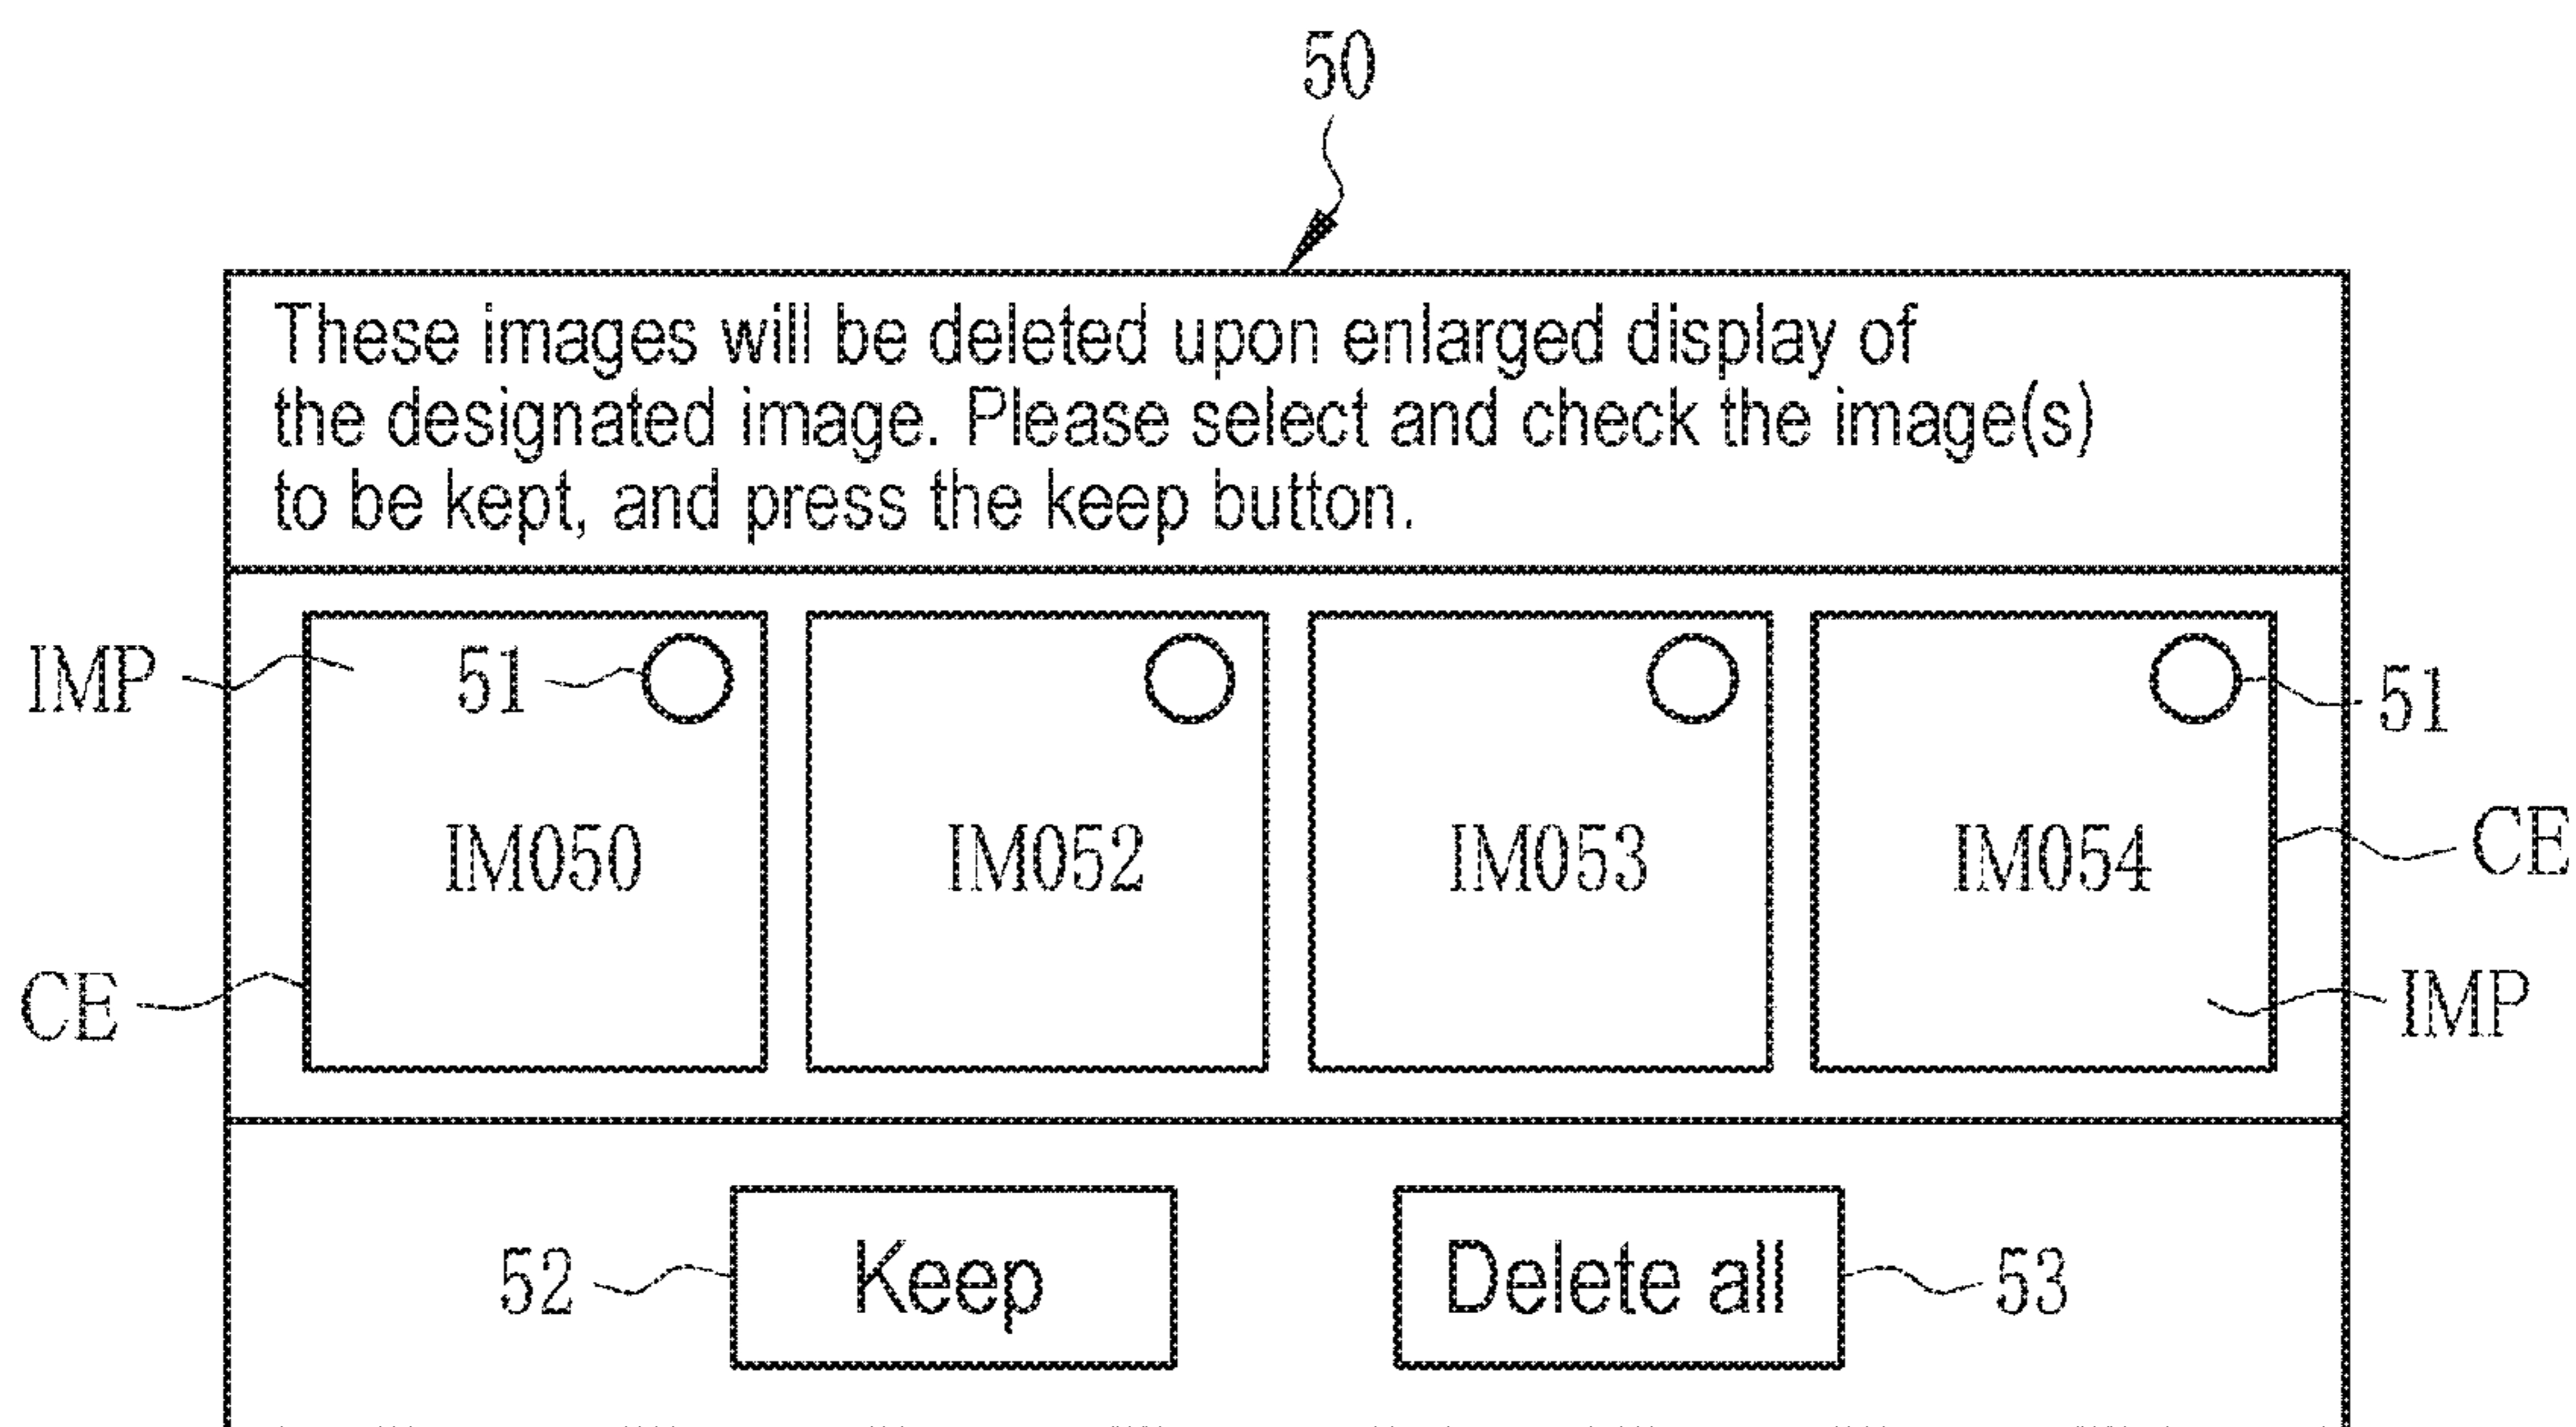 50
These images will be deleted upon enlarged display of
the designated image. Please select and check the image(s)
to be kept, and press the keep button.
IMP 51 51
IM050 IM052 IM053 IM054 CE
CE IMP
52 Keep Delete all 53